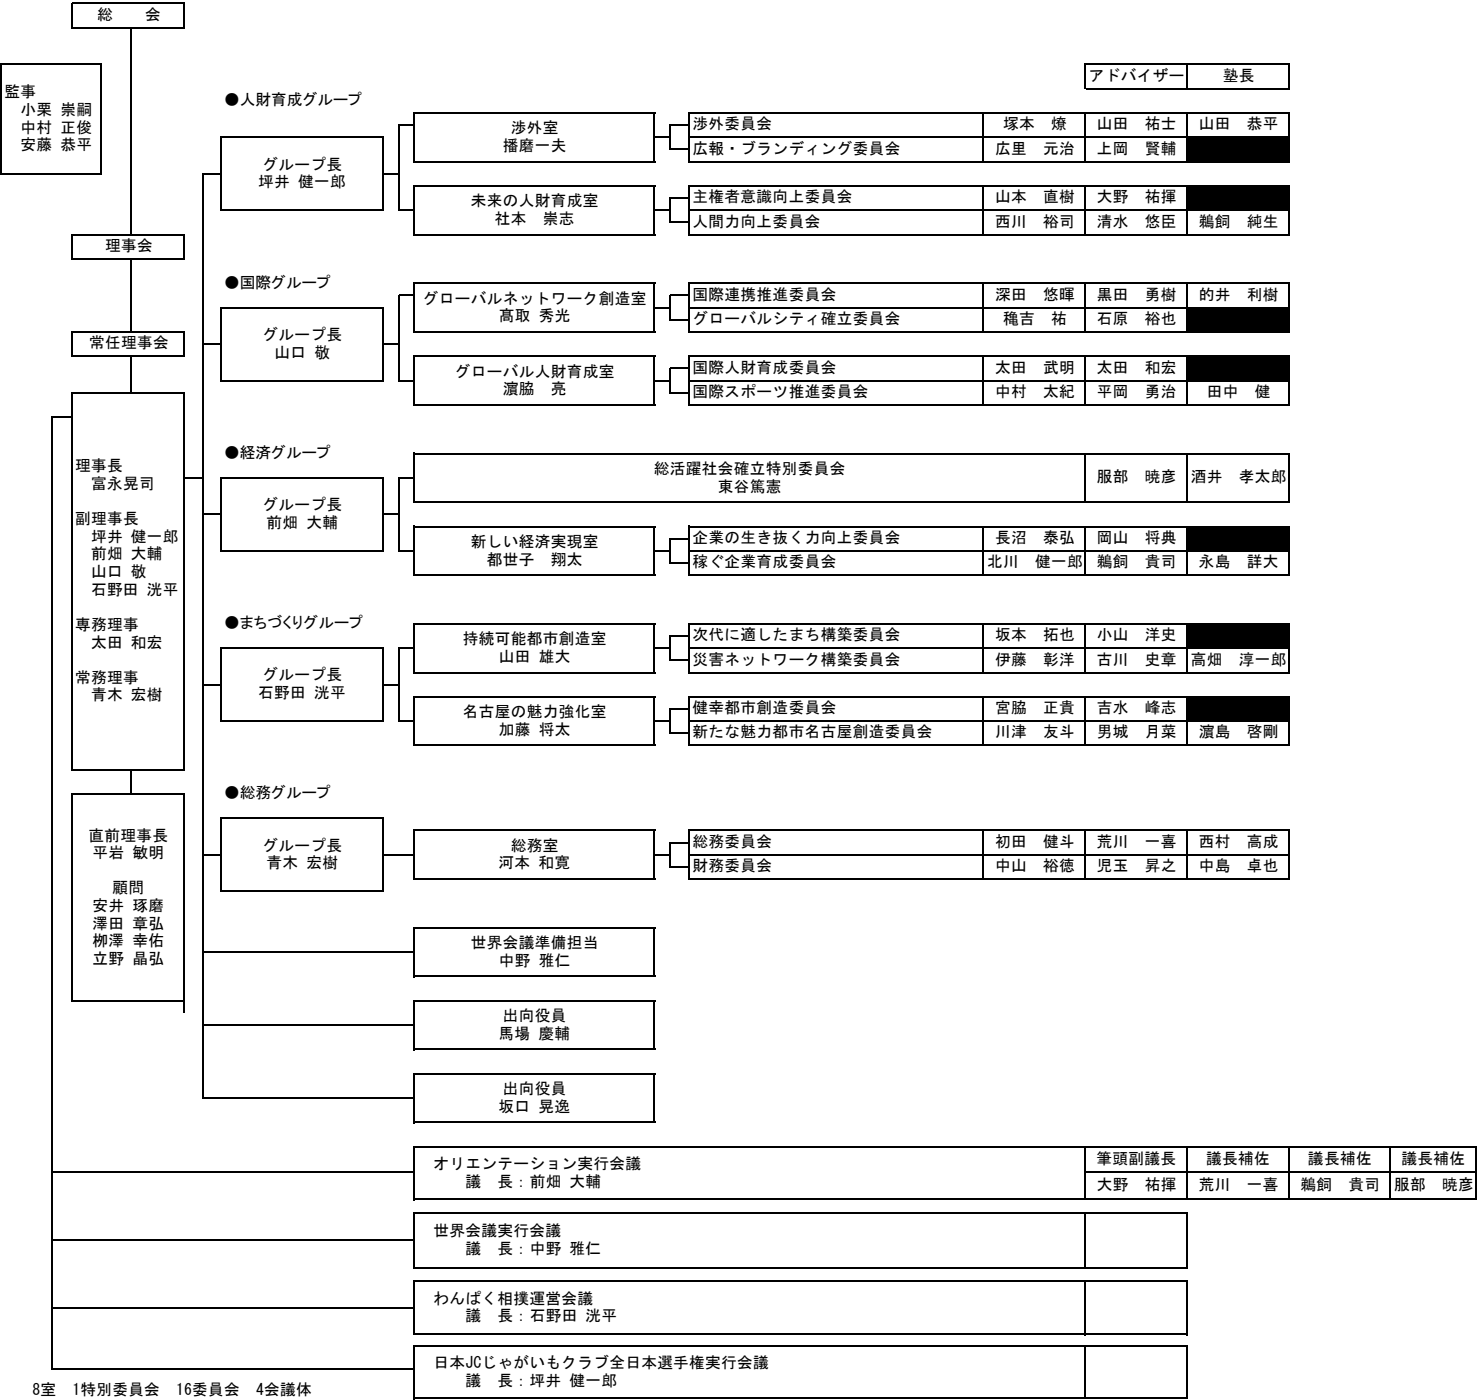 総　会
監事
小栗 崇嗣
中村 正俊
安藤 恭平
理事会
常任理事会
理事長
富永晃司
副理事長
坪井 健一郎
前畑 大輔
山口 敬
石野田 洸平
専務理事
太田 和宏
常務理事
青木 宏樹
直前理事長
平岩 敏明
顧問
安井 琢磨
澤田 章弘
栁澤 幸佑
立野 晶弘
アドバイザー 塾長
●人財育成グループ
グループ長
坪井 健一郎
渉外室
播磨一夫
渉外委員会 塚本 燎 山田 祐士 山田 恭平
広報・ブランディング委員会 広里 元治 上岡 賢輔
未来の人財育成室
社本 崇志
主権者意識向上委員会 山本 直樹 大野 祐揮
人間力向上委員会 西川 裕司 清水 悠臣 鵜飼 純生
●国際グループ
グループ長
山口 敬
グローバルネットワーク創造室
髙取 秀光
国際連携推進委員会 深田 悠暉 黒田 勇樹 的井 利樹
グローバルシティ確立委員会 穐吉 祐 石原 裕也
グローバル人財育成室
濵脇 亮
国際人財育成委員会 太田 武明 太田 和宏
国際スポーツ推進委員会 中村 太紀 平岡 勇治 田中 健
●経済グループ
グループ長
前畑 大輔
総活躍社会確立特別委員会
東谷篤憲
服部 暁彦 酒井 孝太郎
新しい経済実現室
都世子 翔太
企業の生き抜く力向上委員会 長沼 泰弘 岡山 将典
稼ぐ企業育成委員会 北川 健一郎 鵜飼 貴司 永島 詳大
●まちづくりグループ
グループ長
石野田 洸平
持続可能都市創造室
山田 雄大
次代に適したまち構築委員会 坂本 拓也 小山 洋史
災害ネットワーク構築委員会 伊藤 彰洋 古川 史章 高畑 淳一郎
名古屋の魅力強化室
加藤 将太
健幸都市創造委員会 宮脇 正貴 吉水 峰志
新たな魅力都市名古屋創造委員会 川津 友斗 男城 月菜 濵島 啓剛
●総務グループ
グループ長
青木 宏樹
総務室
河本 和寛
総務委員会 初田 健斗 荒川 一喜 西村 高成
財務委員会 中山 裕徳 児玉 昇之 中島 卓也
世界会議準備担当
中野 雅仁
出向役員
馬場 慶輔
出向役員
坂口 晃逸
オリエンテーション実行会議
議　長：前畑 大輔
筆頭副議長 議長補佐 議長補佐 議長補佐
大野 祐揮 荒川 一喜 鵜飼 貴司 服部 暁彦
世界会議実行会議
議　長：中野 雅仁
わんぱく相撲運営会議
議　長：石野田 洸平
日本JCじゃがいもクラブ全日本選手権実行会議
議　長：坪井 健一郎
8室　1特別委員会　16委員会　4会議体